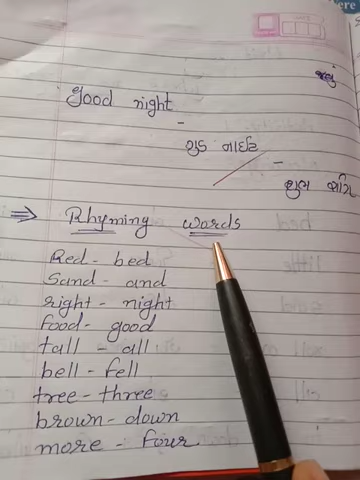 Good night -
ગુડ નાઈટ -
શુભ રાત્રિ
⇒ Rhyming words
Red - bed
Sand - and
right - night
food - good
tall - all
bell - fell
tree - three
brown - down
more - four